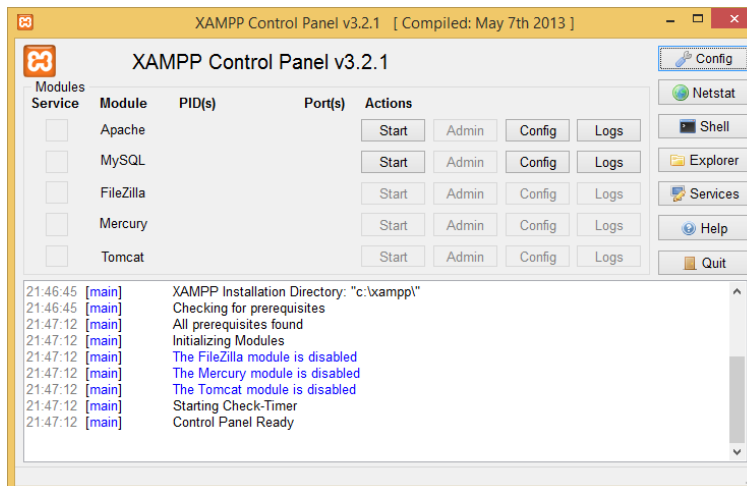 XAMPP Control Panel v3.2.1 [ Compiled: May 7th 2013 ]
XAMPP Control Panel v3.2.1
Config
Modules
Service Module PID(s) Port(s) Actions
Netstat
Apache Start Admin Config Logs
Shell
MySQL Start Admin Config Logs
Explorer
FileZilla Start Admin Config Logs
Services
Mercury Start Admin Config Logs
Help
Tomcat Start Admin Config Logs
Quit
21:46:45 [main] XAMPP Installation Directory: "c:\xampp\"
21:46:45 [main] Checking for prerequisites
21:47:12 [main] All prerequisites found
21:47:12 [main] Initializing Modules
21:47:12 [main] The FileZilla module is disabled
21:47:12 [main] The Mercury module is disabled
21:47:12 [main] The Tomcat module is disabled
21:47:12 [main] Starting Check-Timer
21:47:12 [main] Control Panel Ready